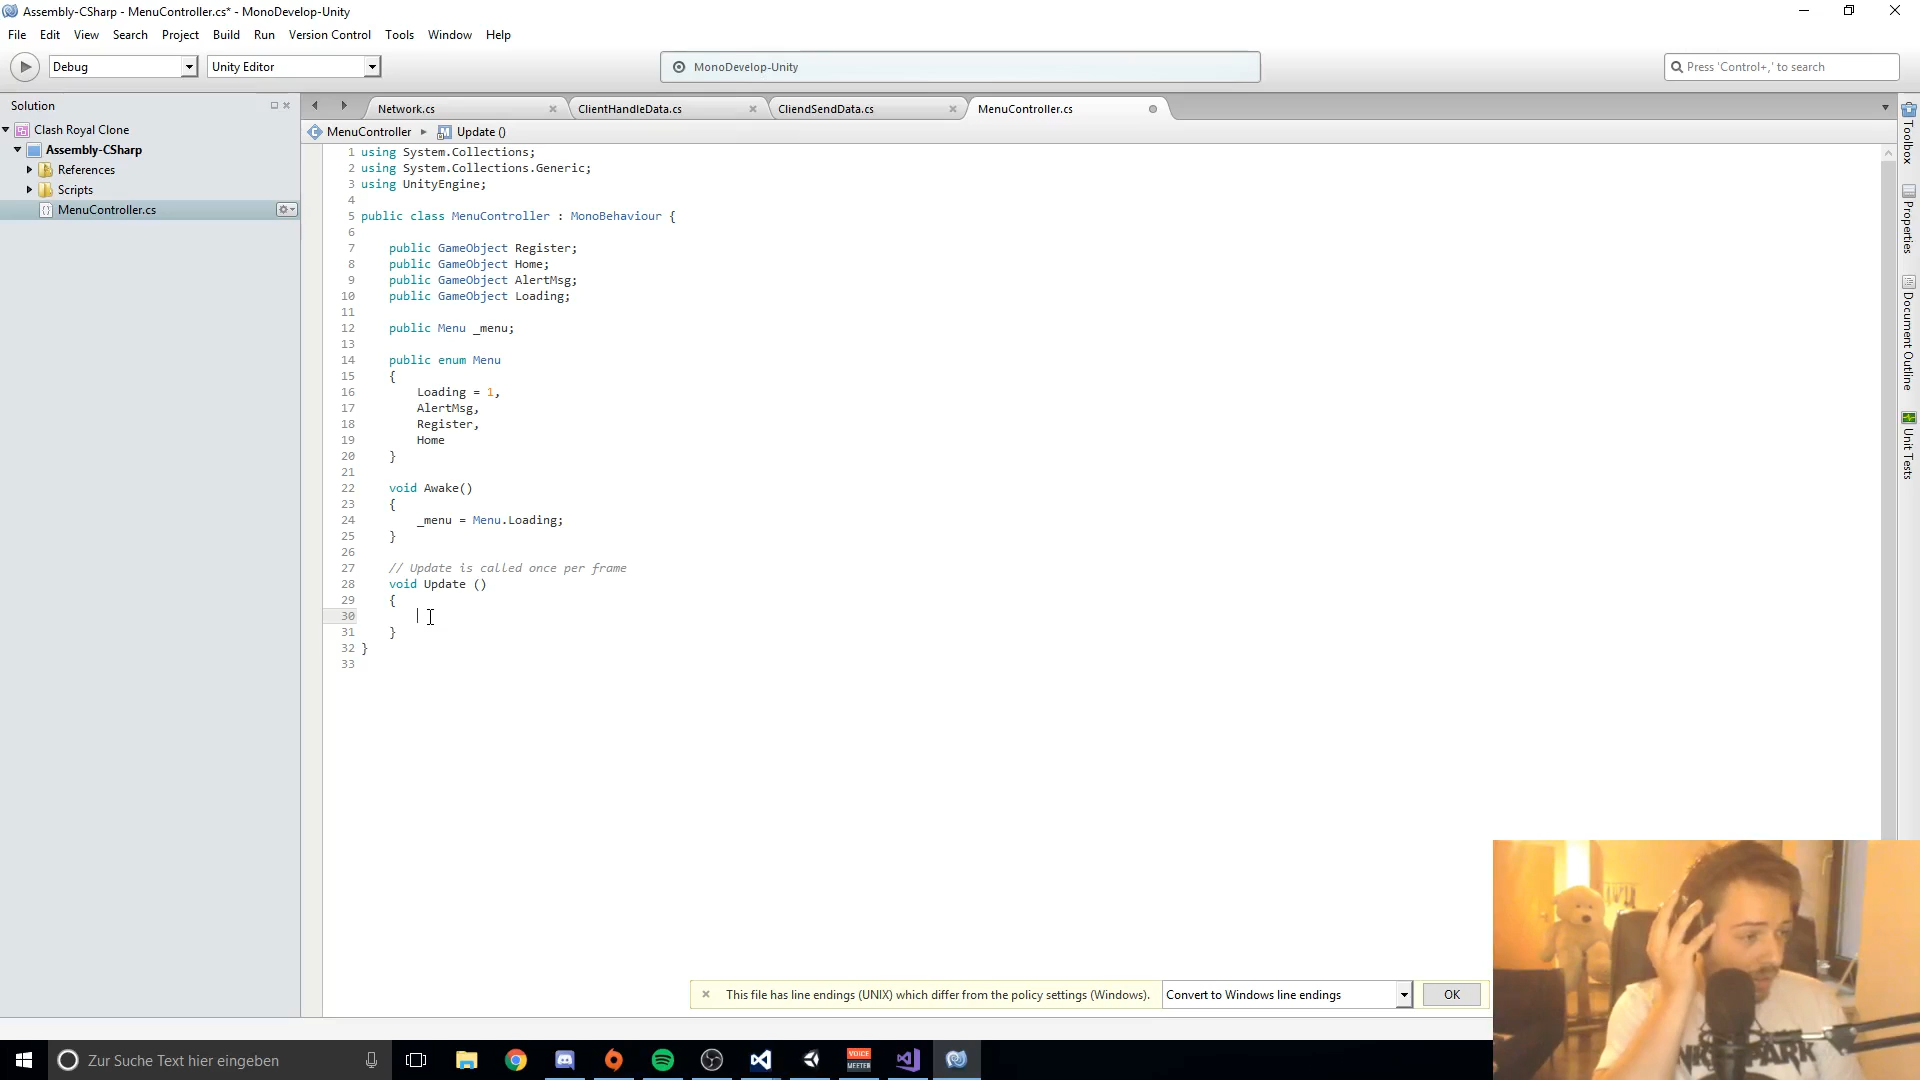 Assembly-CSharp - MenuController.cs* - MonoDevelop-Unity
File Edit View Search Project Build Run Version Control Tools Window Help
Debug Unity Editor MonoDevelop-Unity Press 'Control+,' to search
Solution
Clash Royal Clone
Assembly-CSharp
References
Scripts
MenuController.cs
Network.cs ClientHandleData.cs CliendSendData.cs MenuController.cs
MenuController Update ()
1 using System.Collections;
2 using System.Collections.Generic;
3 using UnityEngine;
4
5 public class MenuController : MonoBehaviour {
6
7 public GameObject Register;
8 public GameObject Home;
9 public GameObject AlertMsg;
10 public GameObject Loading;
11
12 public Menu _menu;
13
14 public enum Menu
15 {
16 Loading = 1,
17 AlertMsg,
18 Register,
19 Home
20 }
21
22 void Awake()
23 {
24 _menu = Menu.Loading;
25 }
26
27 // Update is called once per frame
28 void Update ()
29 {
30
31 }
32 }
33
Toolbox
Properties
Document Outline
Unit Tests
This file has line endings (UNIX) which differ from the policy settings (Windows). Convert to Windows line endings OK
Zur Suche Text hier eingeben
VOICE
MEETER